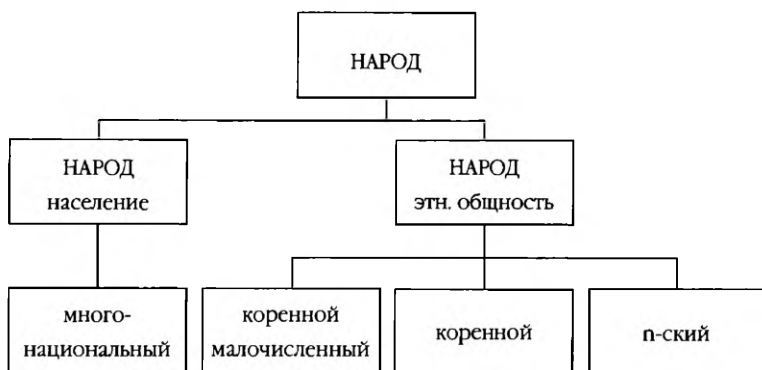 НАРОД
НАРОД
население
НАРОД
этн. общность
много-
национальный
коренной
малочисленный
коренной
n-ский